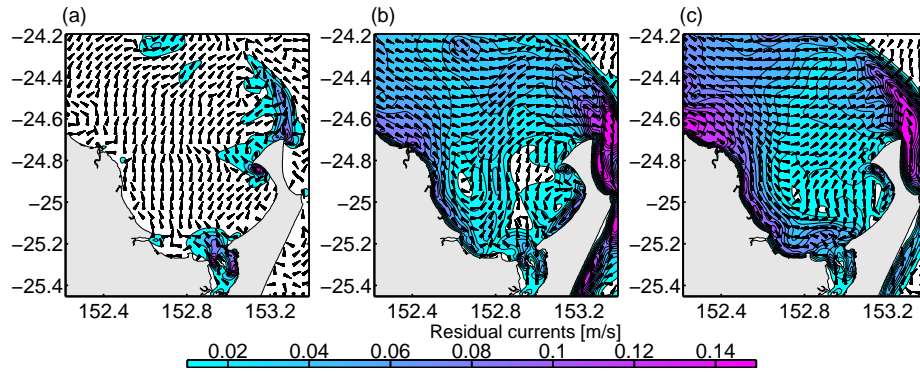 (a) (b) (c)
−24.2 −24.2 −24.2
−24.4 −24.4 −24.4
−24.6 −24.6 −24.6
−24.8 −24.8 −24.8
−25 −25 −25
−25.2 −25.2 −25.2
−25.4 −25.4 −25.4
152.4 152.8 153.2 152.4 152.8 153.2 152.4 152.8 153.2
Residual currents [m/s]
0.02 0.04 0.06 0.08 0.1 0.12 0.14